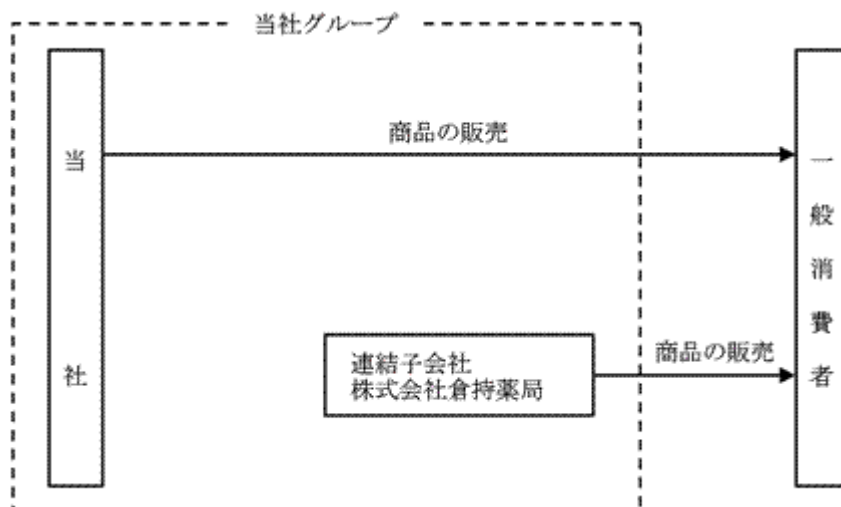 当社グループ
商品の販売
当社
一般消費者
商品の販売
連結子会社
株式会社倉持薬局